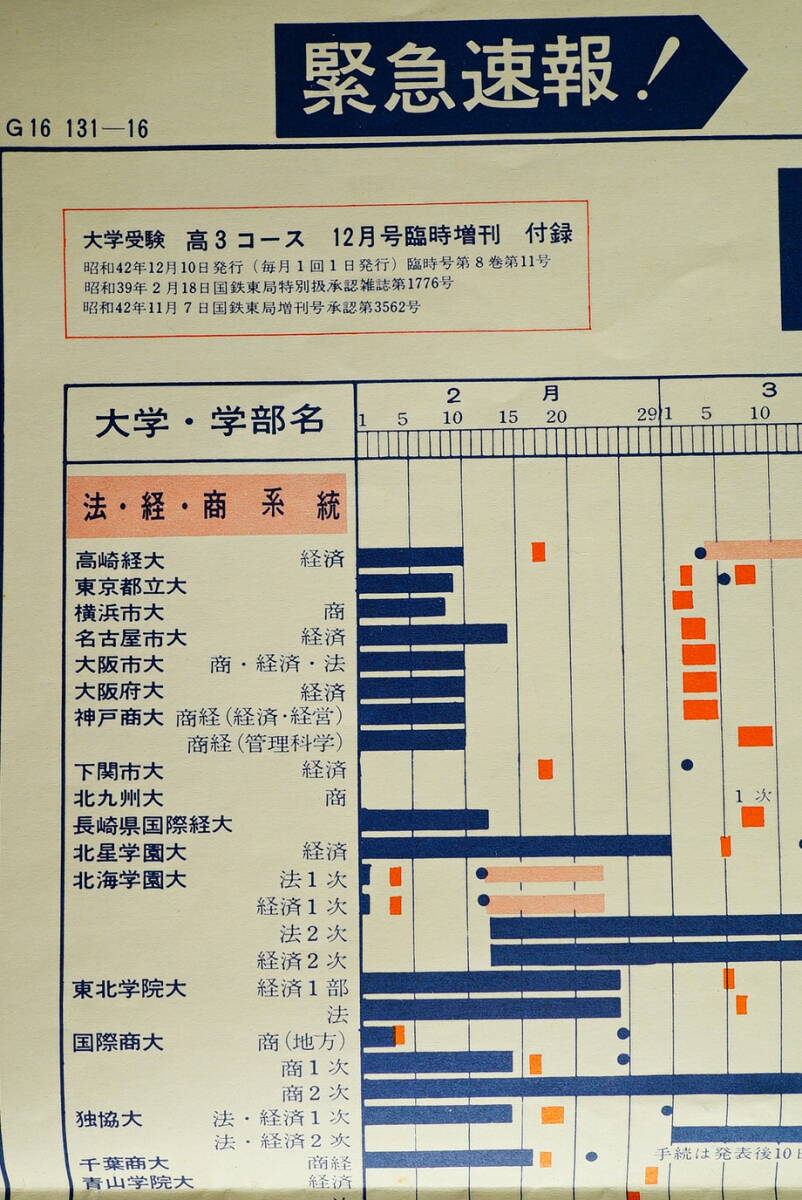 緊急速報!
G16 131—16
大学受験 高3コース 12月号臨時増刊 付録
昭和42年12月10日発行(毎月1回1日発行)臨時号第8巻第11号
昭和39年2月18日国鉄東局特別扱承認雑誌第1776号
昭和42年11月7日国鉄東局増刊号承認第3562号
大学・学部名
2月 3
1 5 10 15 20 29 1 5 10
法・経・商系統
高崎経大 経済
東京都立大
横浜市大 商
名古屋市大 経済
大阪市大 商・経済・法
大阪府大 経済
神戸商大 商経(経済・経営)
商経(管理科学)
下関市大 経済
北九州大 商 1次
長崎県国際経大
北星学園大 経済
北海学園大 法1次
経済1次
法2次
経済2次
東北学院大 経済1部
法
国際商大 商(地方)
商1次
商2次
独協大 法・経済1次
法・経済2次
手続は発表後10日
千葉商大 商経
青山学院大 経済